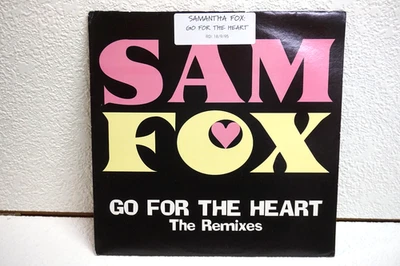 SAMANTHA FOX:
GO FOR THE HEART
SAM
FOX
GO FOR THE HEART
The Remixes